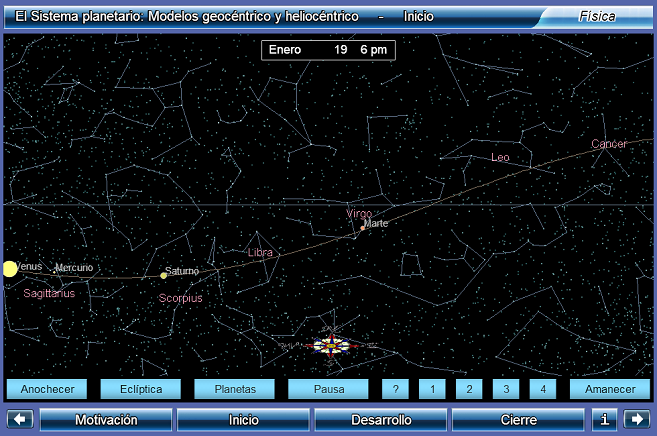 El Sistema planetario: Modelos geocéntrico y heliocéntrico - Inicio
Física
Enero 19 6 pm
Cancer
Leo
Virgo
Marte
Libra
Venus
Mercurio
Saturno
Sagittarius
Scorpius
Anochecer Eclíptica Planetas Pausa ? 1 2 3 4 Amanecer
Motivación Inicio Desarrollo Cierre i